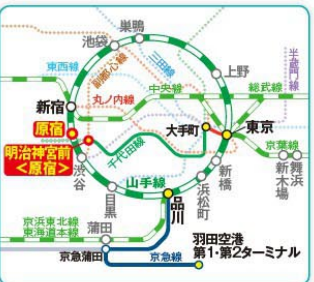 巣鴨
池袋
半蔵門線
東西線
副都心線
三田線
上野
丸ノ内線
中央線
総武線
新宿
原宿
大手町
東京
明治神宮前
<原宿>
千代田線
京葉線
渋谷
山手線
新橋
新木場
舞浜
目黒
品川
浜松町
京浜東北線
東海道本線
蒲田
羽田空港
第1・第2ターミナル
京急蒲田
京急線